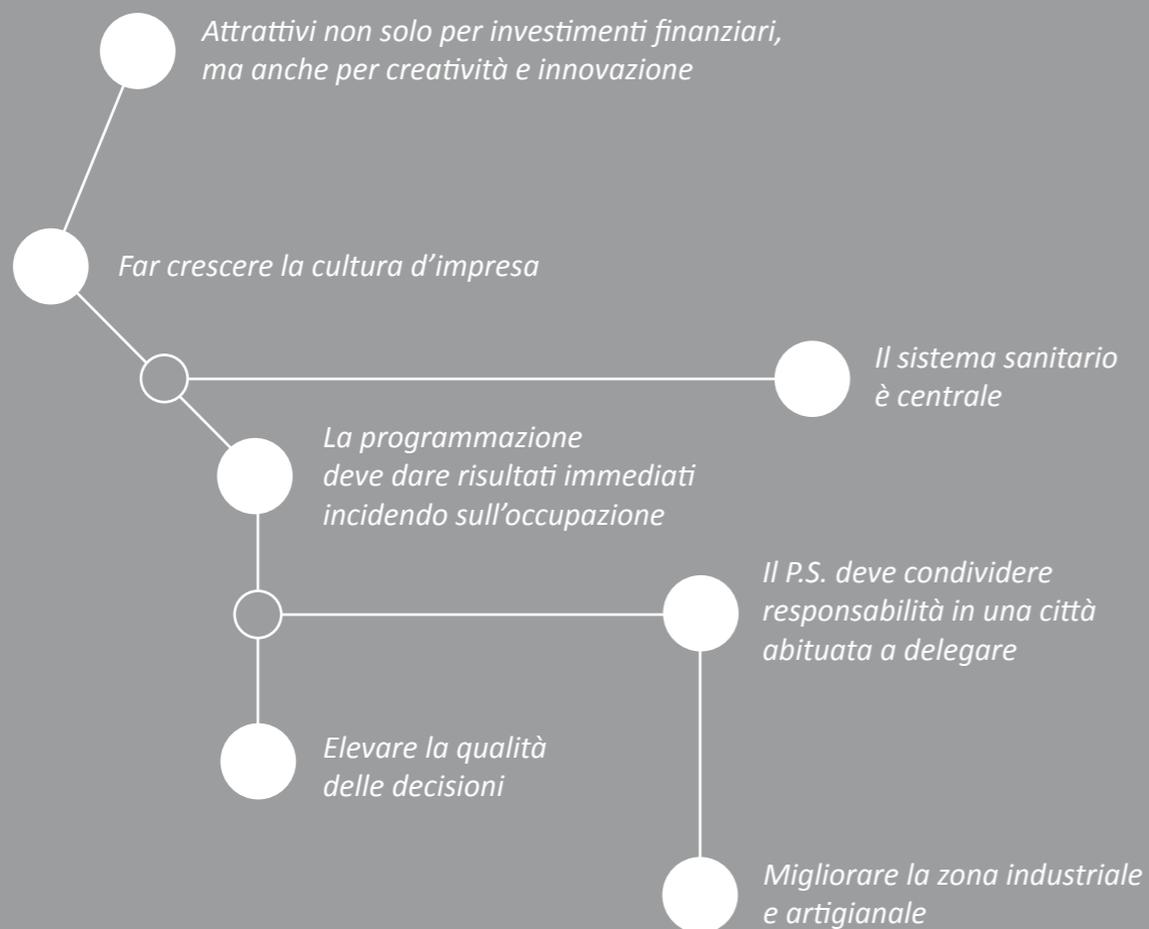 Attrattivi non solo per investimenti finanziari,
ma anche per creatività e innovazione
Far crescere la cultura d’impresa
Il sistema sanitario
è centrale
La programmazione
deve dare risultati immediati
incidendo sull’occupazione
Il P.S. deve condividere
responsabilità in una città
abituata a delegare
Elevare la qualità
delle decisioni
Migliorare la zona industriale
e artigianale